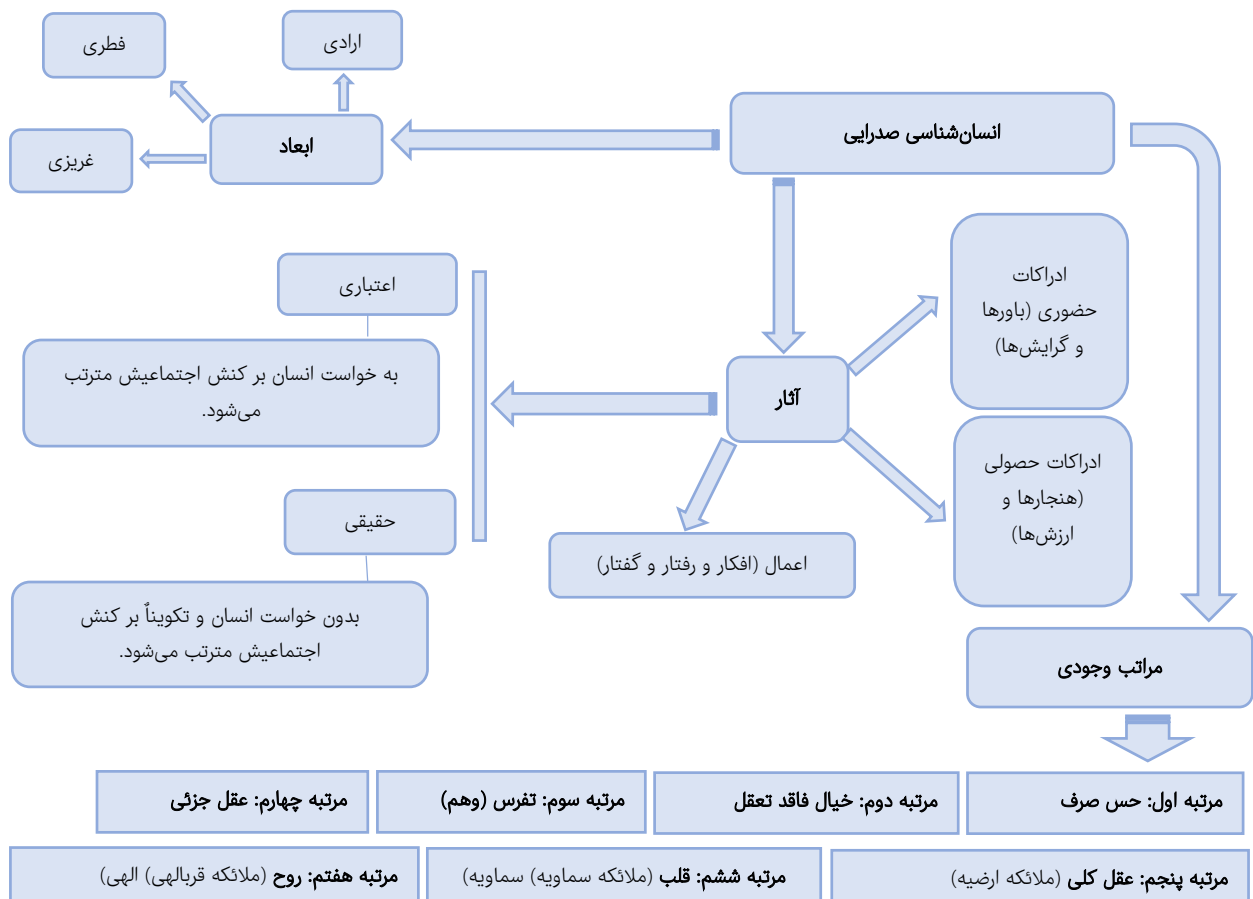 انسان‌شناسی صدرایی
ابعاد
ارادی
فطری
غریزی
آثار
ادراکات
حضوری (باورها
و گرایش‌ها)
ادراکات حصولی
(هنجارها و
ارزش‌ها)
اعمال (افکار و رفتار و گفتار)
اعتباری
به خواست انسان بر کنش اجتماعیش مترتب
می‌شود.
حقیقی
بدون خواست انسان و تکویناٌ بر کنش
اجتماعیش مترتب می‌شود.
مراتب وجودی
مرتبه اول: حس صرف
مرتبه دوم: خیال فاقد تعقل
مرتبه سوم: تفرس (وهم)
مرتبه چهارم: عقل جزئی
مرتبه پنجم: عقل کلی (ملائکه ارضیه)
مرتبه ششم: قلب (ملائکه سماویه) سماویه)
مرتبه هفتم: روح (ملائکه قربالهی) الهی)